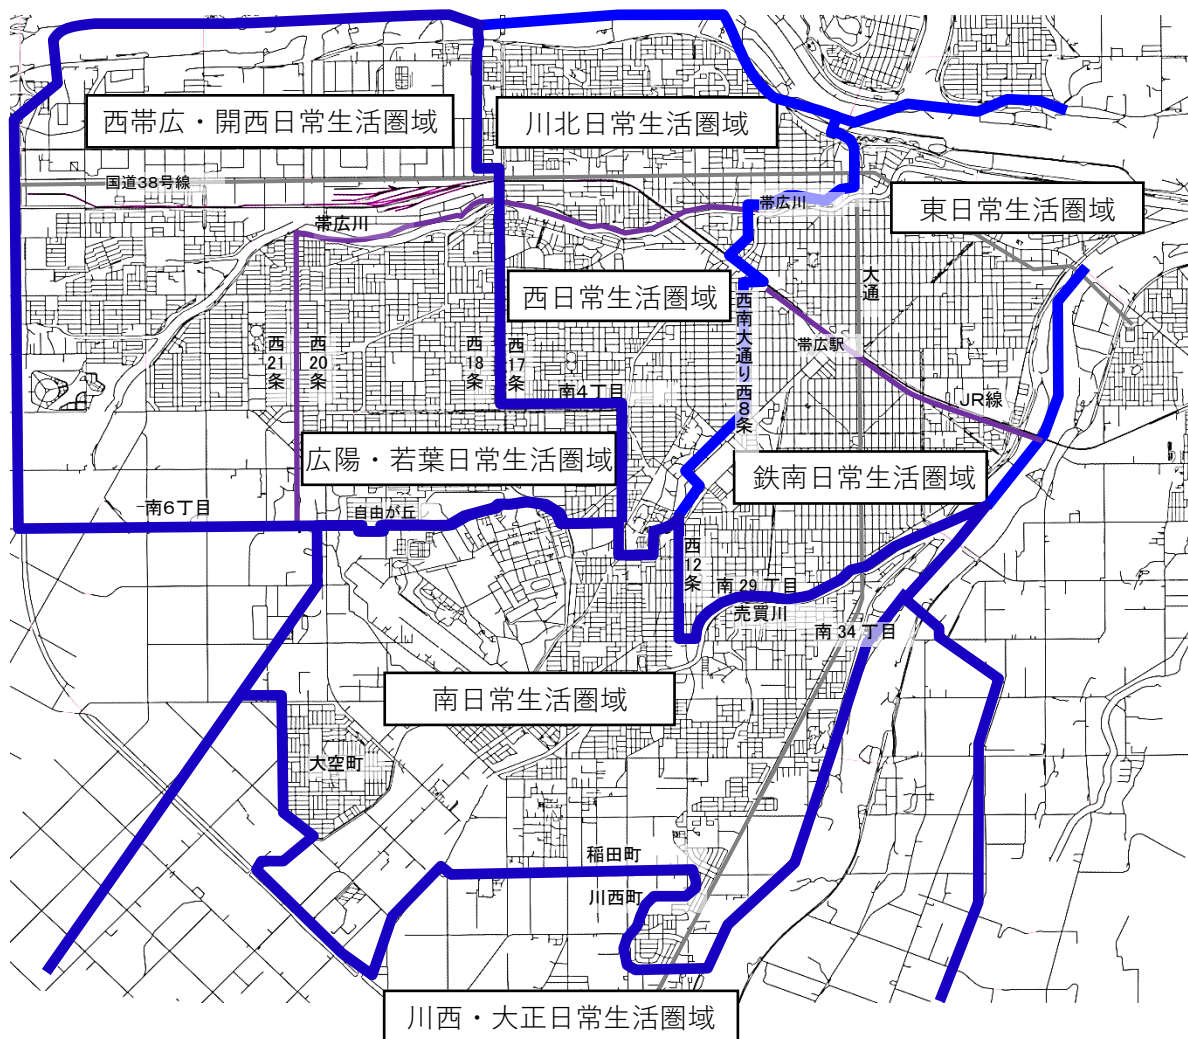 西帯広・開西日常生活圏域
川北日常生活圏域
国道38号線
東日常生活圏域
帯広川
帯広川
西日常生活圏域
大通
西南大通り西8条
帯広駅
西21条
西20条
西18条
西17条
南4丁目
JR線
広陽・若葉日常生活圏域
鉄南日常生活圏域
南6丁目
自由が丘
西12条
南29丁目
売買川
南34丁目
南日常生活圏域
大空町
稲田町
川西町
川西・大正日常生活圏域